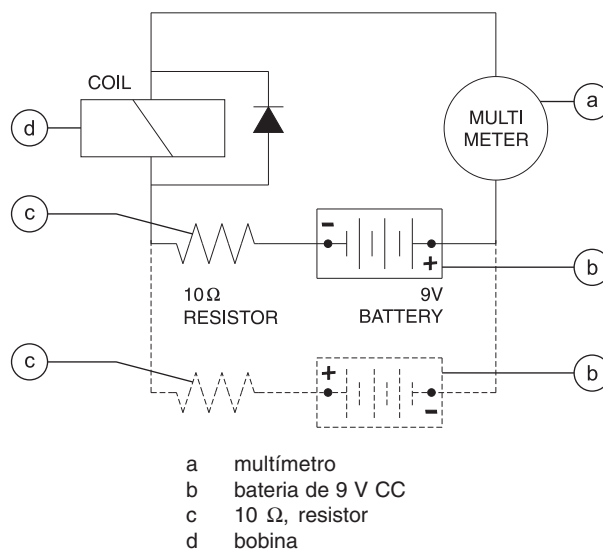 COIL
MULTI
METER
a
d
c
-
+
10Ω
RESISTOR
9V
BATTERY
b
c
+
-
b
a multímetro
b bateria de 9 V CC
c 10 Ω, resistor
d bobina